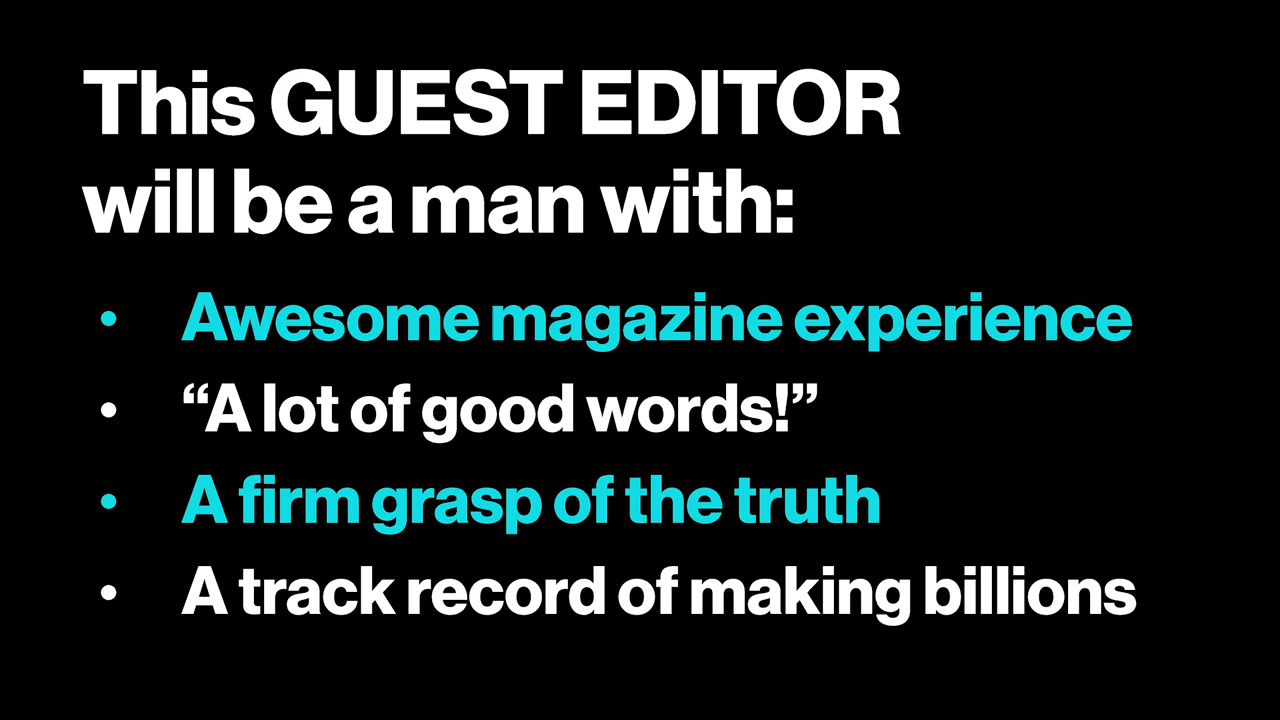 This GUEST EDITOR
will be a man with:
• Awesome magazine experience
• “A lot of good words!”
• A firm grasp of the truth
• A track record of making billions